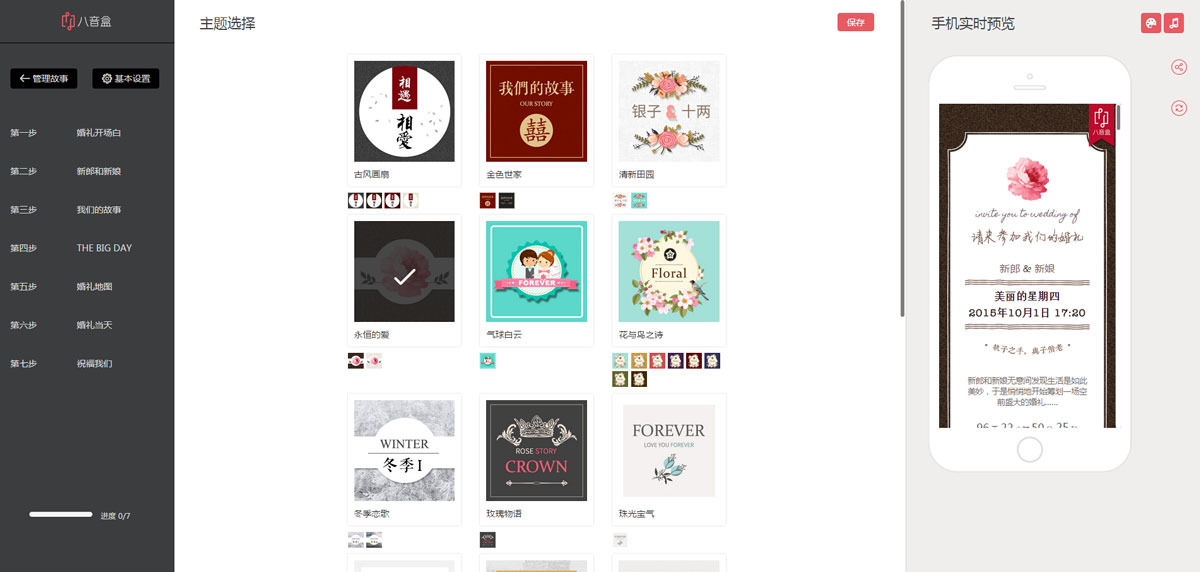 八音盒
管理故事
基本设置
第一步 婚礼开场白
第二步 新郎和新娘
第三步 我们的故事
第四步 THE BIG DAY
第五步 婚礼地图
第六步 婚礼当天
第七步 祝福我们
进度 0/7
主题选择
保存
相遇
相愛
古风画扇
我們的故事
OUR STORY
囍
金色世家
银子 十两
清新田园
永恒的爱
FOREVER
气球白云
Floral
花与鸟之诗
WINTER
冬季I
冬季恋歌
ROSE STORY
CROWN
玫瑰物语
FOREVER
LOVE YOU FOREVER
珠光宝气
手机实时预览
八音盒
invite you to wedding of
请来参加我们的婚礼
新郎 & 新娘
美丽的星期四
2015年10月1日 17:20
" 执子之手，与子偕老 "
新郎和新娘无意间发现生活是如此
美妙，于是悄悄地开始筹划一场空
前盛大的婚礼......